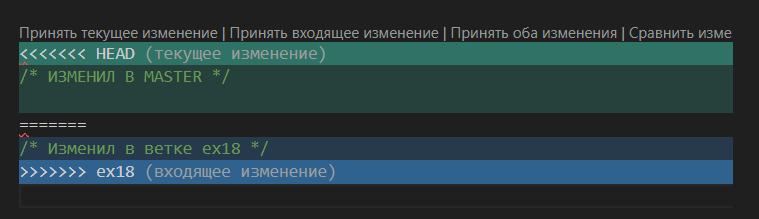 Принять текущее изменение | Принять входящее изменение | Принять оба изменения | Сравнить изме
<<<<<<< HEAD (текущее изменение)
/* ИЗМЕНИЛ В MASTER */
=======
/* Изменил в ветке ex18 */
>>>>>>> ex18 (входящее изменение)